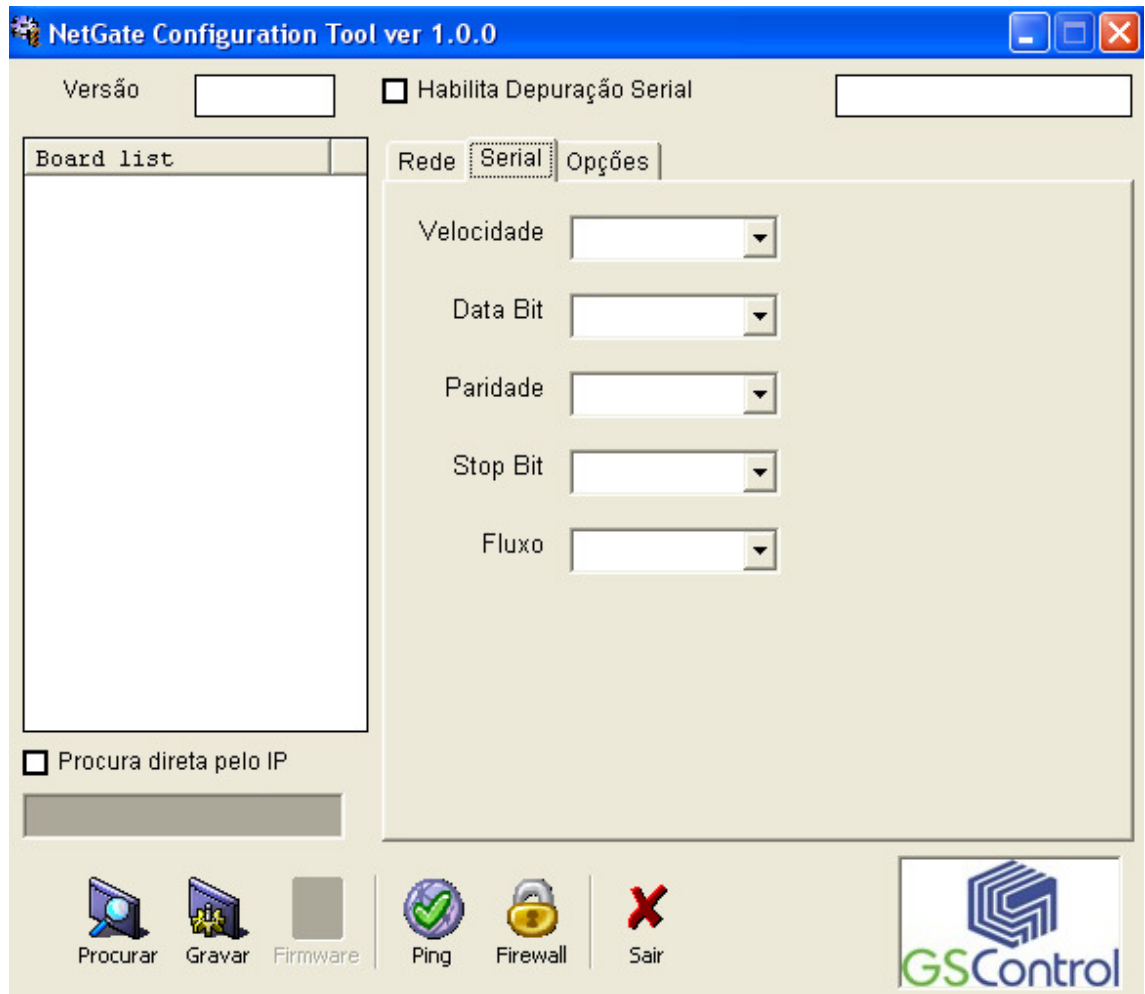 NetGate Configuration Tool ver 1.0.0
Versão
Habilita Depuração Serial
Board list
Rede
Serial
Opções
Velocidade
Data Bit
Paridade
Stop Bit
Fluxo
Procura direta pelo IP
Procurar
Gravar
Firmware
Ping
Firewall
Sair
GSControl